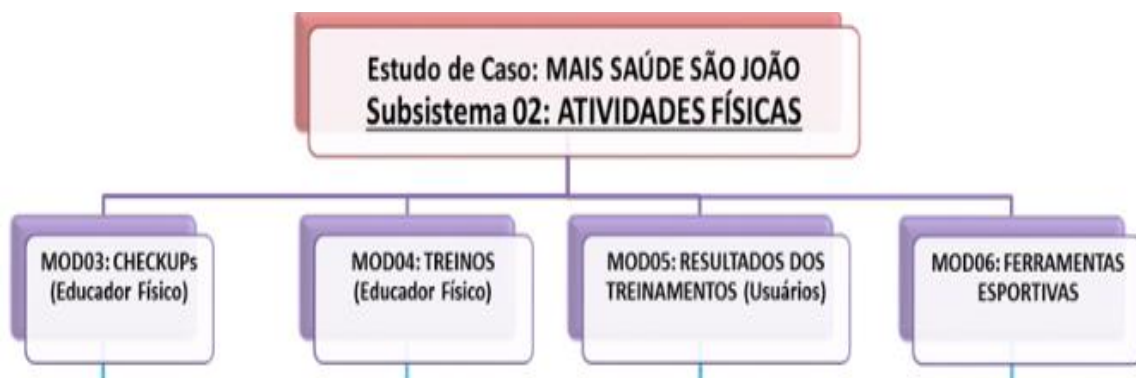 Estudo de Caso: MAIS SAÚDE SÃO JOÃO
Subsistema 02: ATIVIDADES FÍSICAS
MOD03: CHECKUPs
(Educador Físico)
MOD04: TREINOS
(Educador Físico)
MOD05: RESULTADOS DOS
TREINAMENTOS (Usuários)
MOD06: FERRAMENTAS
ESPORTIVAS